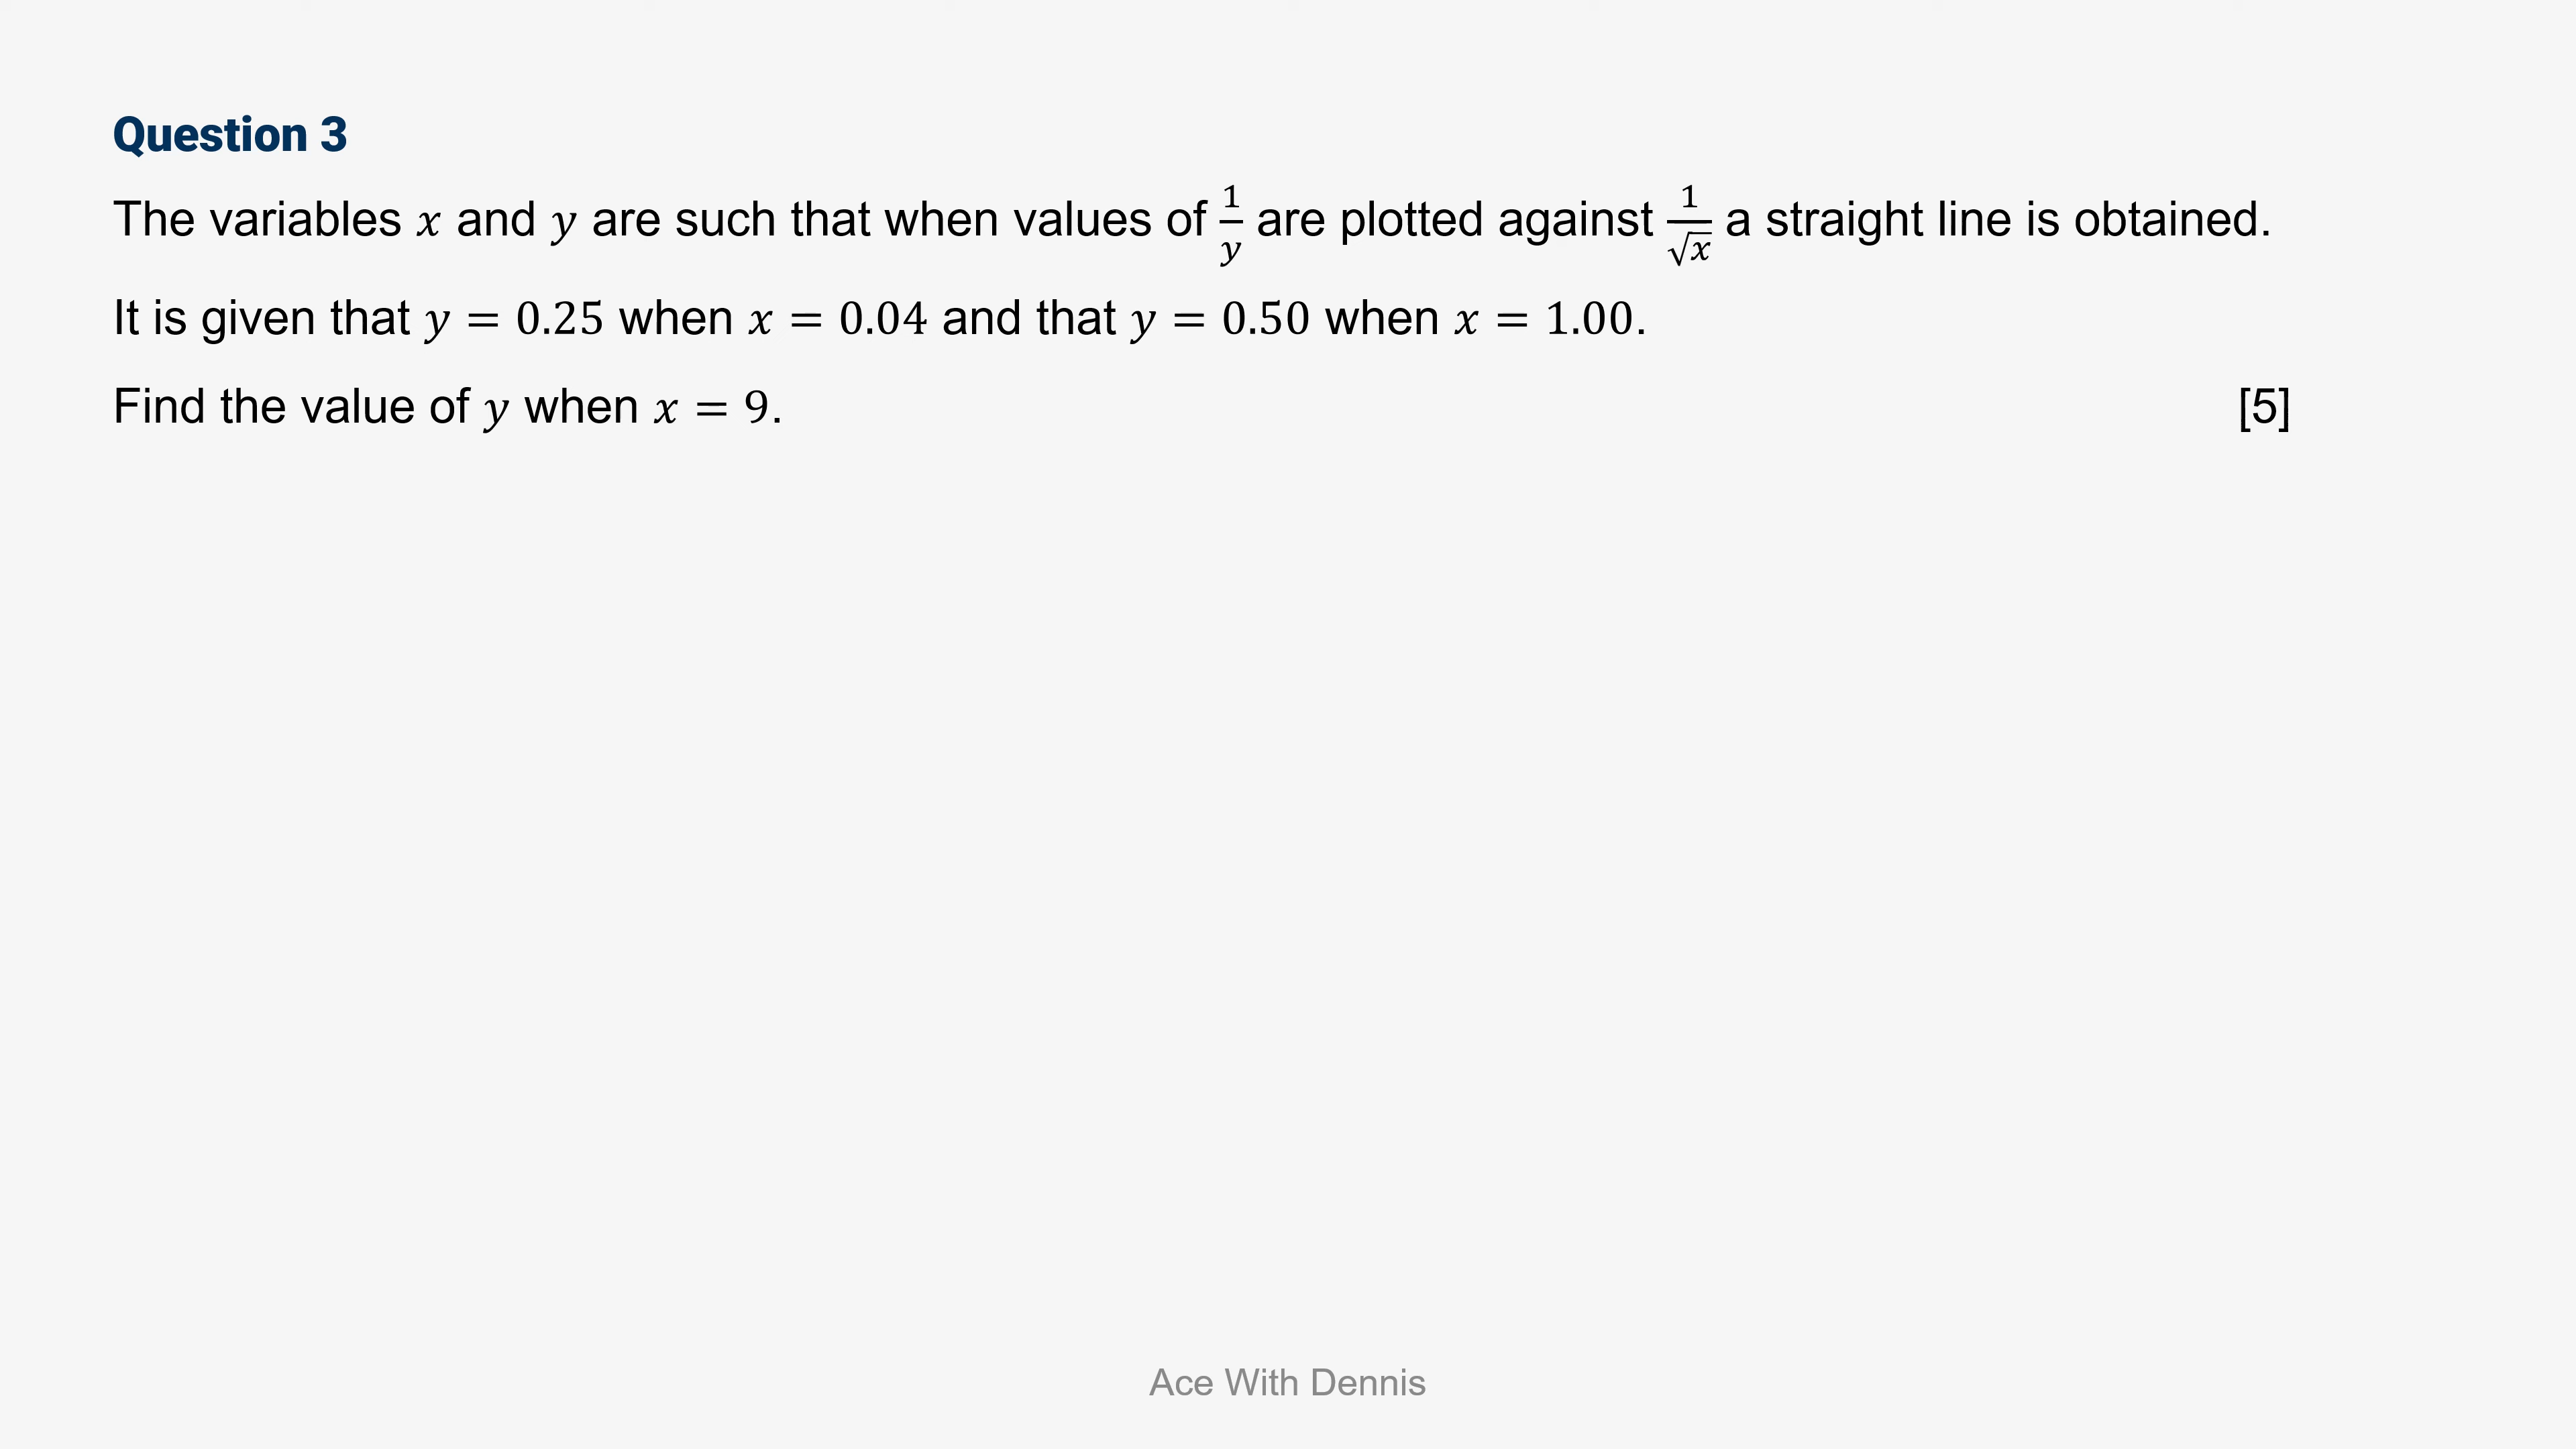 Question 3
The variables x and y are such that when values of 1/y are plotted against 1/√x a straight line is obtained.
It is given that y = 0.25 when x = 0.04 and that y = 0.50 when x = 1.00.
Find the value of y when x = 9. [5]
Ace With Dennis